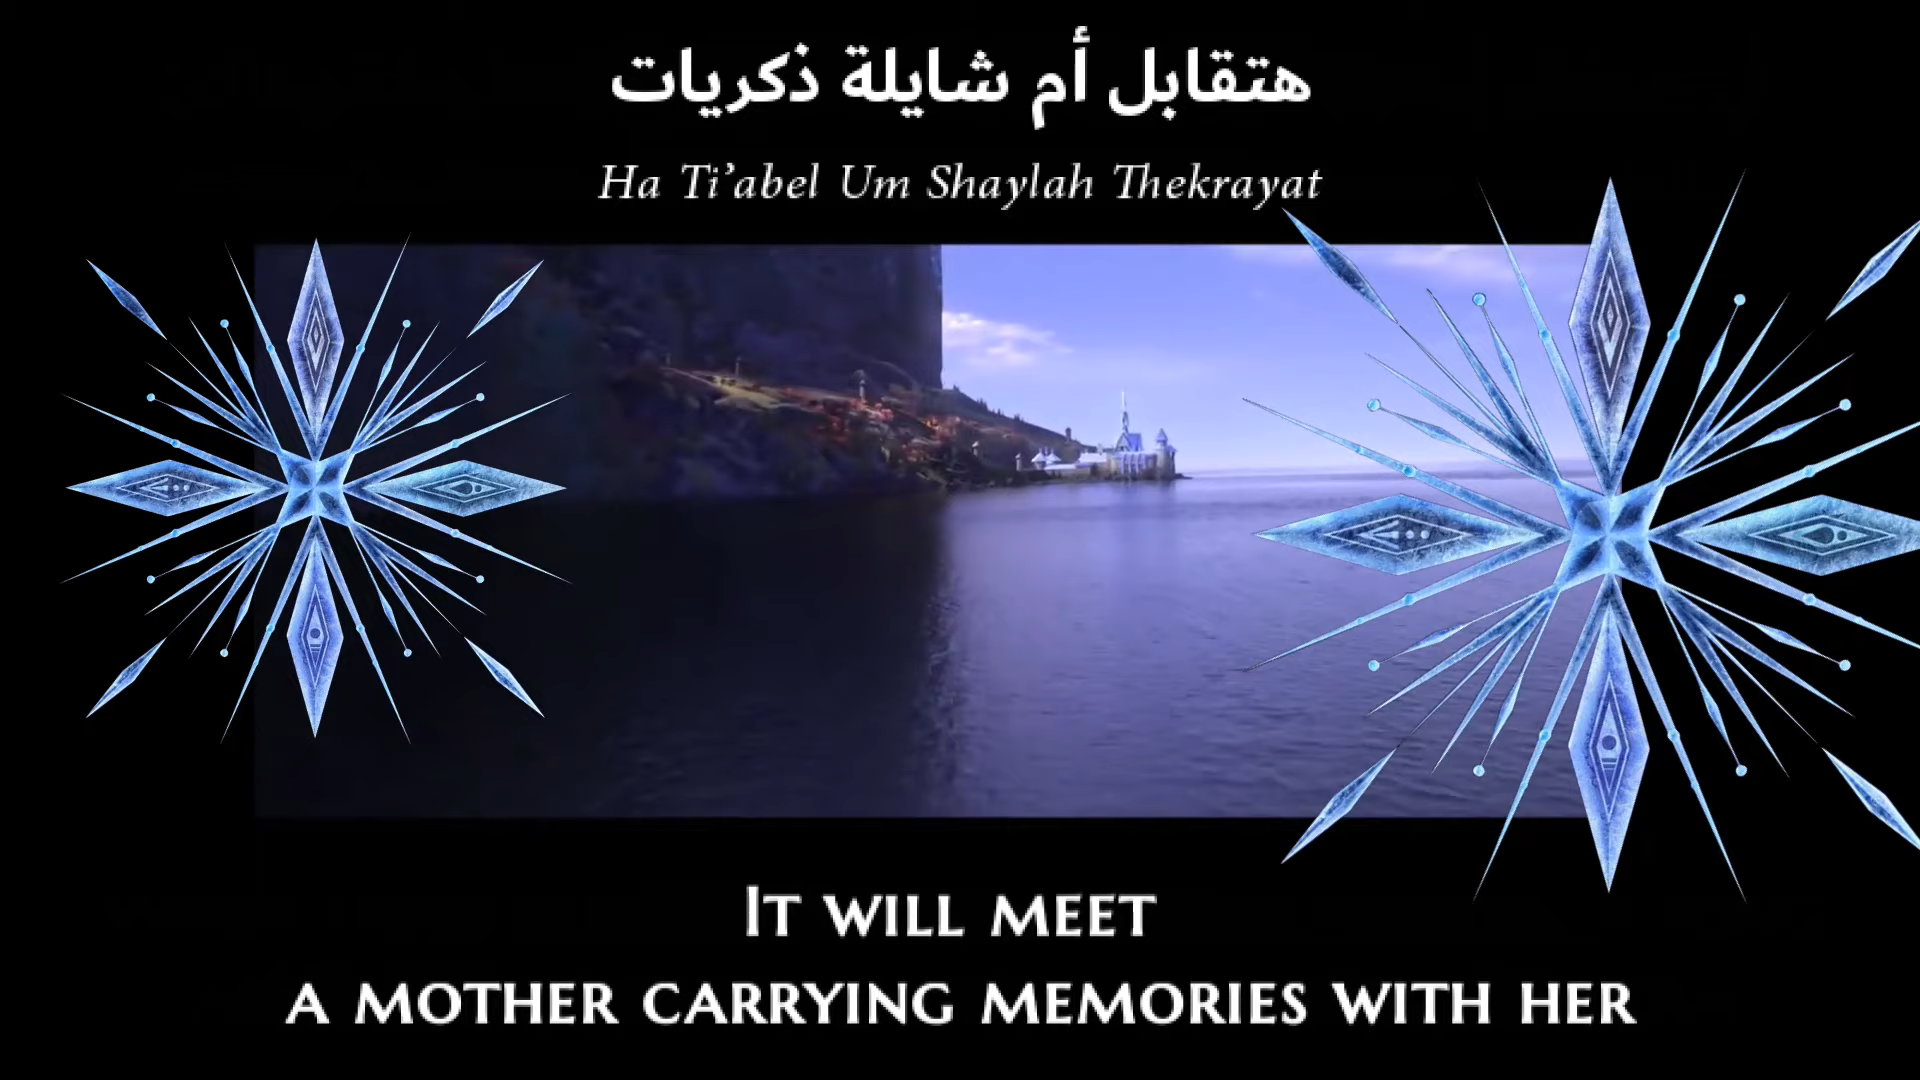 هتقابل أم شايلة ذكريات
Ha Ti’abel Um Shaylah Thekrayat
It will meet
a mother carrying memories with her